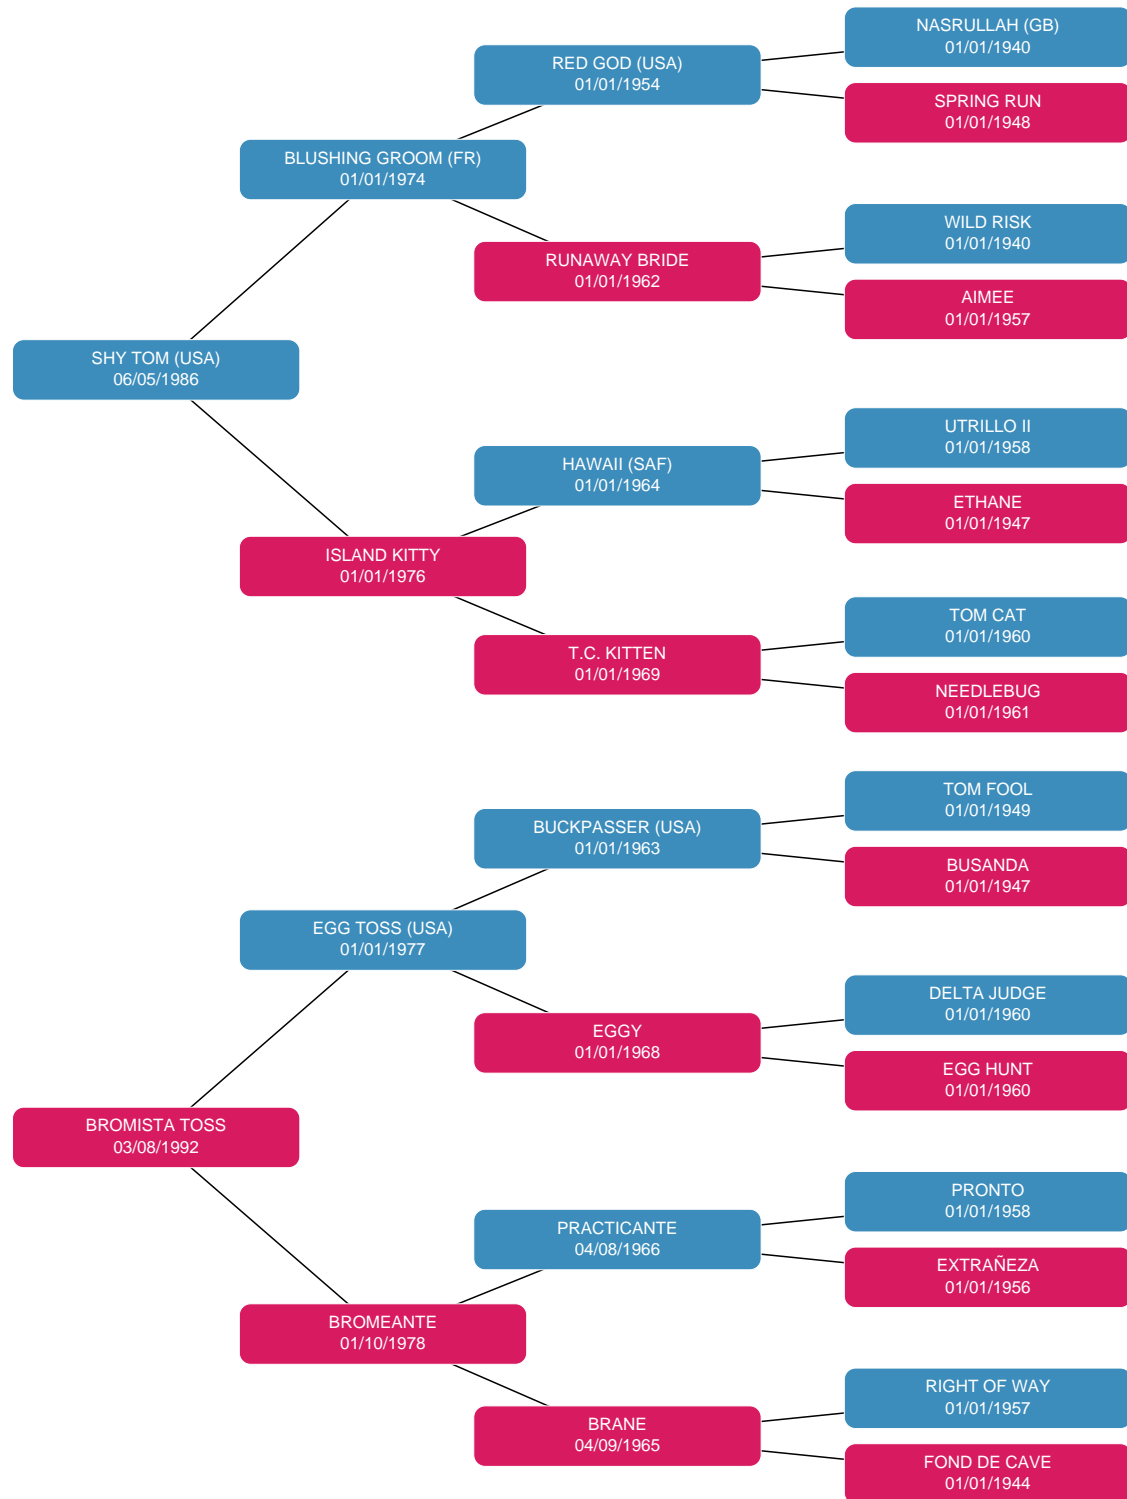 NASRULLAH (GB)
01/01/1940
RED GOD (USA)
01/01/1954
SPRING RUN
01/01/1948
BLUSHING GROOM (FR)
01/01/1974
WILD RISK
01/01/1940
RUNAWAY BRIDE
01/01/1962
AIMEE
01/01/1957
SHY TOM (USA)
06/05/1986
UTRILLO II
01/01/1958
HAWAII (SAF)
01/01/1964
ETHANE
01/01/1947
ISLAND KITTY
01/01/1976
TOM CAT
01/01/1960
T.C. KITTEN
01/01/1969
NEEDLEBUG
01/01/1961
TOM FOOL
01/01/1949
BUCKPASSER (USA)
01/01/1963
BUSANDA
01/01/1947
EGG TOSS (USA)
01/01/1977
DELTA JUDGE
01/01/1960
EGGY
01/01/1968
EGG HUNT
01/01/1960
BROMISTA TOSS
03/08/1992
PRONTO
01/01/1958
PRACTICANTE
04/08/1966
EXTRAÑEZA
01/01/1956
BROMEANTE
01/10/1978
RIGHT OF WAY
01/01/1957
BRANE
04/09/1965
FOND DE CAVE
01/01/1944